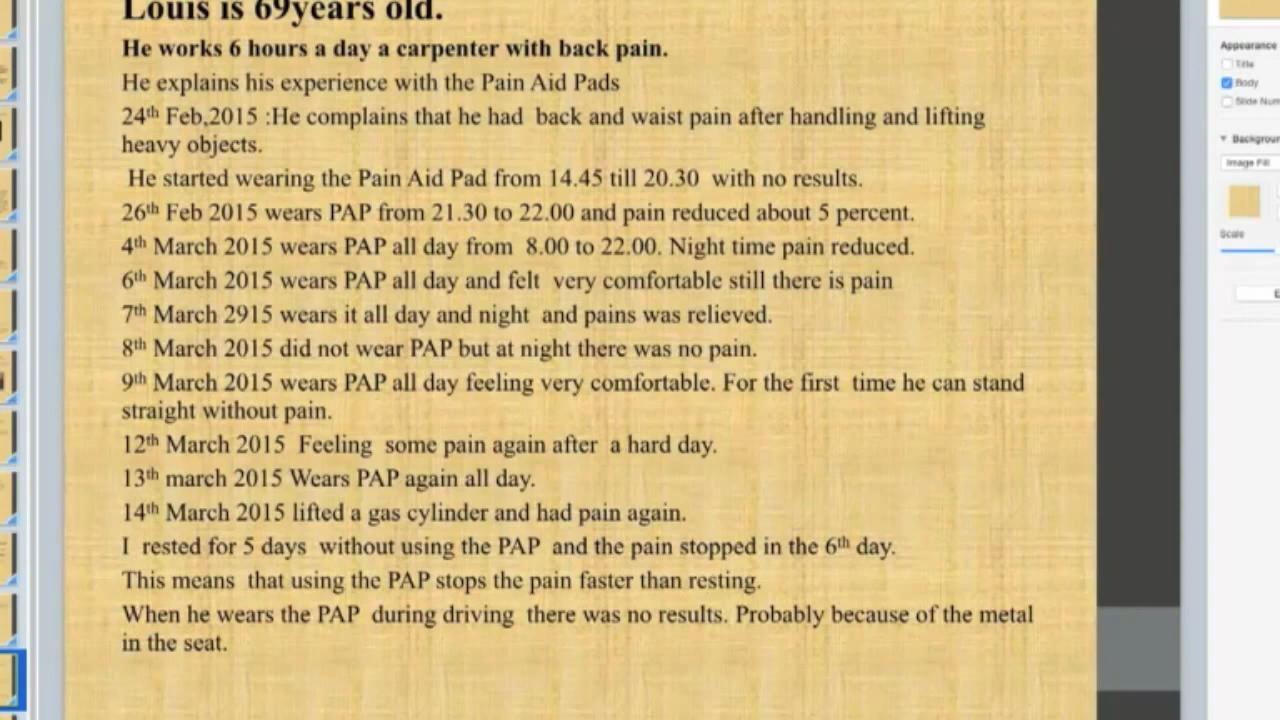 Louis is 69years old.
He works 6 hours a day a carpenter with back pain.
He explains his experience with the Pain Aid Pads
24th Feb,2015 :He complains that he had back and waist pain after handling and lifting
heavy objects.
He started wearing the Pain Aid Pad from 14.45 till 20.30 with no results.
26th Feb 2015 wears PAP from 21.30 to 22.00 and pain reduced about 5 percent.
4th March 2015 wears PAP all day from 8.00 to 22.00. Night time pain reduced.
6th March 2015 wears PAP all day and felt very comfortable still there is pain
7th March 2915 wears it all day and night and pains was relieved.
8th March 2015 did not wear PAP but at night there was no pain.
9th March 2015 wears PAP all day feeling very comfortable. For the first time he can stand
straight without pain.
12th March 2015 Feeling some pain again after a hard day.
13th march 2015 Wears PAP again all day.
14th March 2015 lifted a gas cylinder and had pain again.
I rested for 5 days without using the PAP and the pain stopped in the 6th day.
This means that using the PAP stops the pain faster than resting.
When he wears the PAP during driving there was no results. Probably because of the metal
in the seat.
Appearance
Title
Body
Slide Num
Backgroun
Image Fill
Scale